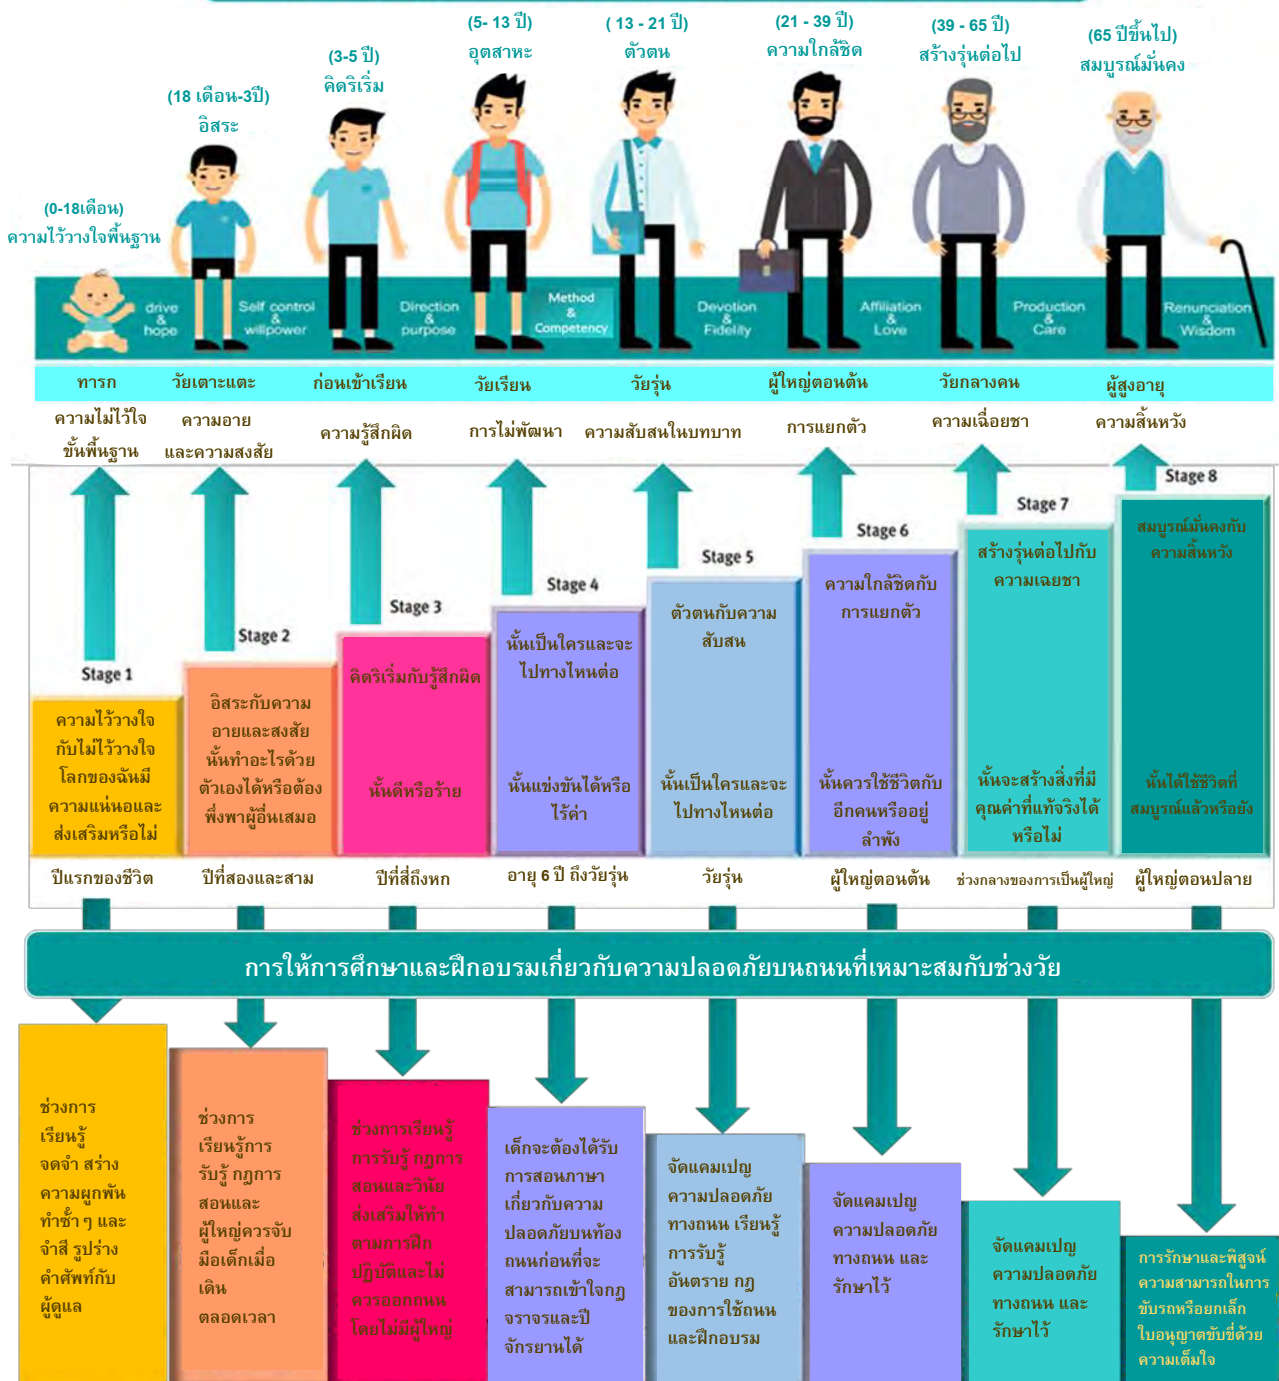 (0-18เดือน)
ความไว้วางใจพื้นฐาน
(18 เดือน-3ปี)
อิสระ
(3-5 ปี)
คิดริเริ่ม
(5- 13 ปี)
อุตสาหะ
( 13 - 21 ปี)
ตัวตน
(21 - 39 ปี)
ความใกล้ชิด
(39 - 65 ปี)
สร้างรุ่นต่อไป
(65 ปีขึ้นไป)
สมบูรณ์มั่นคง
drive
&
hope
Self control
&
willpower
Direction
&
purpose
Method
&
Competency
Devotion
&
Fidelity
Affiliation
&
Love
Production
&
Care
Renunciation
&
Wisdom
ทารก
วัยเตาะแตะ
ก่อนเข้าเรียน
วัยเรียน
วัยรุ่น
ผู้ใหญ่ตอนต้น
วัยกลางคน
ผู้สูงอายุ
ความไม่ไว้ใจ
ขั้นพื้นฐาน
ความอาย
และความสงสัย
ความรู้สึกผิด
การไม่พัฒนา
ความสับสนในบทบาท
การแยกตัว
ความเฉื่อยชา
ความสิ้นหวัง
Stage 1
Stage 2
Stage 3
Stage 4
Stage 5
Stage 6
Stage 7
Stage 8
ความไว้วางใจ
กับไม่ไว้วางใจ
โลกของฉันมี
ความแน่นอและ
ส่งเสริมหรือไม่
อิสระกับความ
อายและสงสัย
นั้นทำอะไรด้วย
ตัวเองได้หรือต้อง
พึ่งพาผู้อื่นเสมอ
คิดริเริ่มกับรู้สึกผิด
นั้นดีหรือร้าย
นั้นเป็นใครและจะ
ไปทางไหนต่อ
นั้นแข่งขันได้หรือ
ไร้ค่า
ตัวตนกับความ
สับสน
นั้นเป็นใครและจะ
ไปทางไหนต่อ
ความใกล้ชิดกับ
การแยกตัว
นั้นควรใช้ชีวิตกับ
อีกคนหรืออยู่
ลำพัง
สร้างรุ่นต่อไปกับ
ความเฉยชา
นั้นจะสร้างสิ่งที่มี
คุณค่าที่แท้จริงได้
หรือไม่
สมบูรณ์มั่นคงกับ
ความสิ้นหวัง
นั้นได้ใช้ชีวิตที่
สมบูรณ์แล้วหรือยัง
ปีแรกของชีวิต
ปีที่สองและสาม
ปีที่สี่ถึงหก
อายุ 6 ปี ถึงวัยรุ่น
วัยรุ่น
ผู้ใหญ่ตอนต้น
ช่วงกลางของการเป็นผู้ใหญ่
ผู้ใหญ่ตอนปลาย
การให้การศึกษาและฝึกอบรมเกี่ยวกับความปลอดภัยบนถนนที่เหมาะสมกับช่วงวัย
ช่วงการ
เรียนรู้
จดจำ สร่าง
ความผูกพัน
ทำซ้ำ ๆ และ
จำสี รูปร่าง
คำศัพท์กับ
ผู้ดูแล
ช่วงการ
เรียนรู้การ
รับรู้ กฎการ
สอนและ
ผู้ใหญ่ควรจับ
มือเด็กเมื่อ
เดิน
ตลอดเวลา
ช่วงการเรียนรู้
การรับรู้ กฎการ
สอนและวินัย
ส่งเสริมให้ทำ
ตามการฝึก
ปฏิบัติและไม่
ควรออกถนน
โดยไม่มีผู้ใหญ่
เด็กจะต้องได้รับ
การสอนภาษา
เกี่ยวกับความ
ปลอดภัยบนท้อง
ถนนก่อนที่จะ
สามารถเข้าใจกฎ
จราจรและปี
จักรยานได้
จัดแคมเปญ
ความปลอดภัย
ทางถนน เรียนรู้
การรับรู้
อันตราย กฎ
ของการใช้ถนน
และฝึกอบรม
จัดแคมเปญ
ความปลอดภัย
ทางถนน และ
รักษาไว้
จัดแคมเปญ
ความปลอดภัย
ทางถนน และ
รักษาไว้
การรักษาและพิสูจน์
ความสามารถในการ
ขับรถหรือยกเล็ก
ใบอนุญาตขับขี่ด้วย
ความเต็มใจ